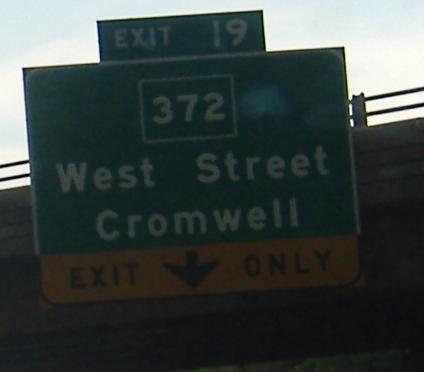 EXIT 19
372
West Street
Cromwell
EXIT ONLY